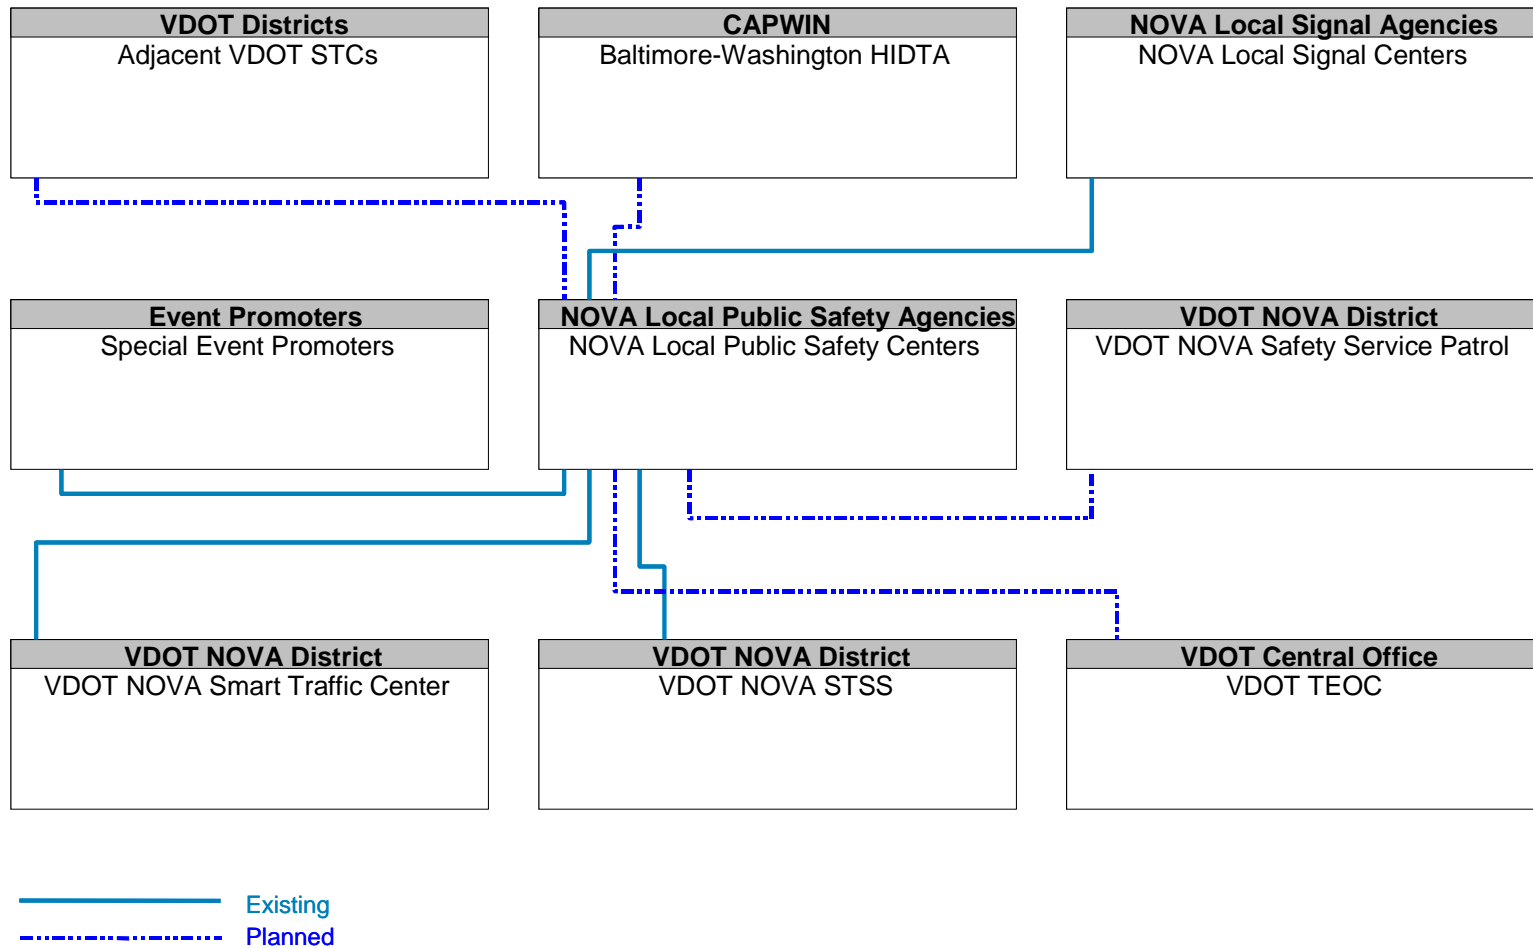 VDOT Districts
Adjacent VDOT STCs
CAPWIN
Baltimore-Washington HIDTA
NOVA Local Signal Agencies
NOVA Local Signal Centers
Event Promoters
Special Event Promoters
NOVA Local Public Safety Agencies
NOVA Local Public Safety Centers
VDOT NOVA District
VDOT NOVA Safety Service Patrol
VDOT NOVA District
VDOT NOVA Smart Traffic Center
VDOT NOVA District
VDOT NOVA STSS
VDOT Central Office
VDOT TEOC
Existing
Planned